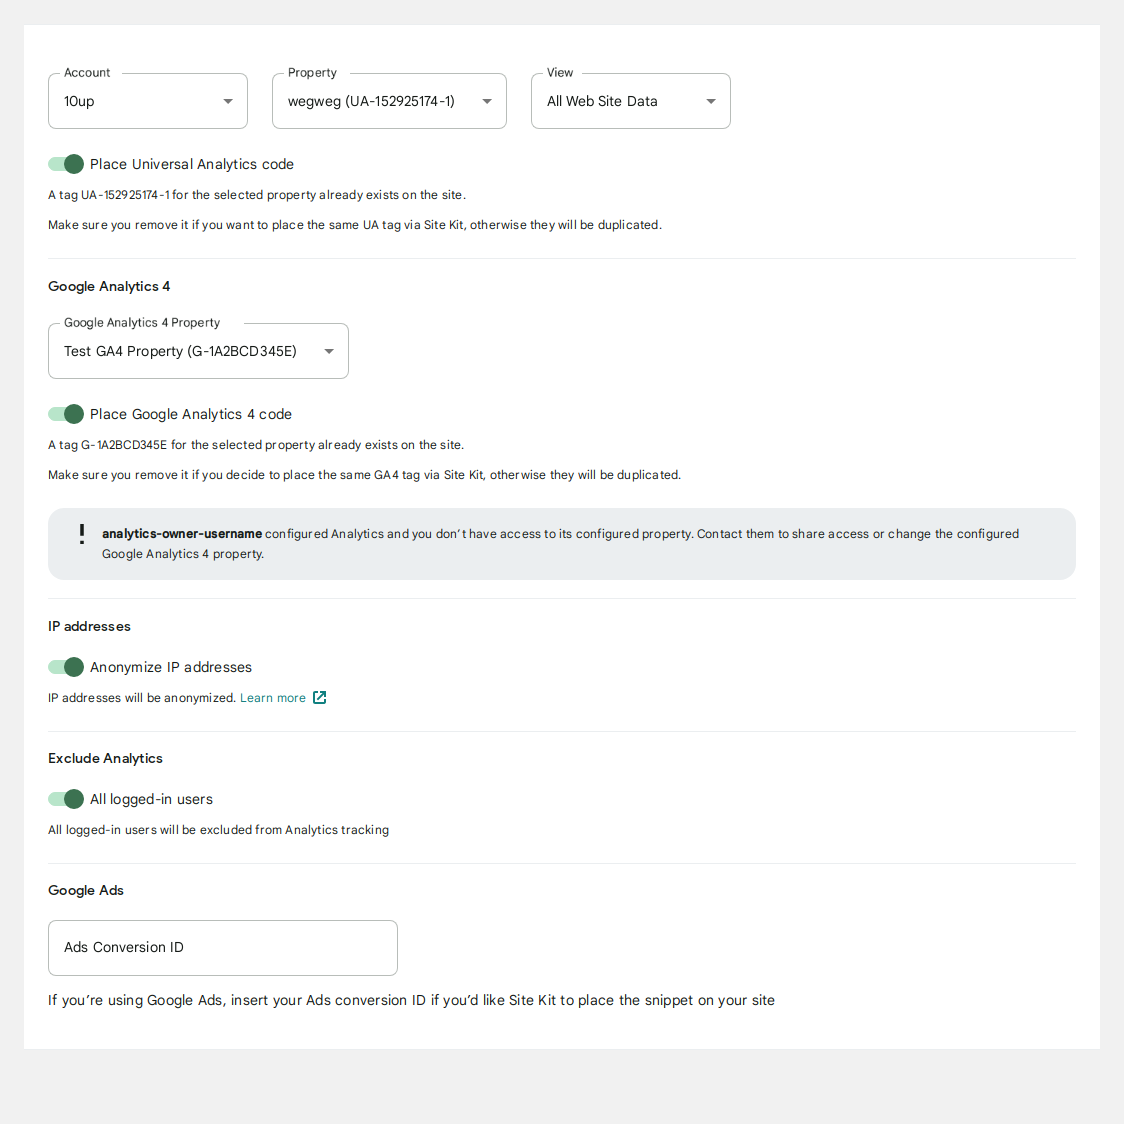 Account
10up
Property
wegweg (UA-152925174-1)
View
All Web Site Data
Place Universal Analytics code
A tag UA-152925174-1 for the selected property already exists on the site.
Make sure you remove it if you want to place the same UA tag via Site Kit, otherwise they will be duplicated.
Google Analytics 4
Google Analytics 4 Property
Test GA4 Property (G-1A2BCD345E)
Place Google Analytics 4 code
A tag G-1A2BCD345E for the selected property already exists on the site.
Make sure you remove it if you decide to place the same GA4 tag via Site Kit, otherwise they will be duplicated.
analytics-owner-username configured Analytics and you don’t have access to its configured property. Contact them to share access or change the configured
Google Analytics 4 property.
IP addresses
Anonymize IP addresses
IP addresses will be anonymized. Learn more
Exclude Analytics
All logged-in users
All logged-in users will be excluded from Analytics tracking
Google Ads
Ads Conversion ID
If you’re using Google Ads, insert your Ads conversion ID if you’d like Site Kit to place the snippet on your site